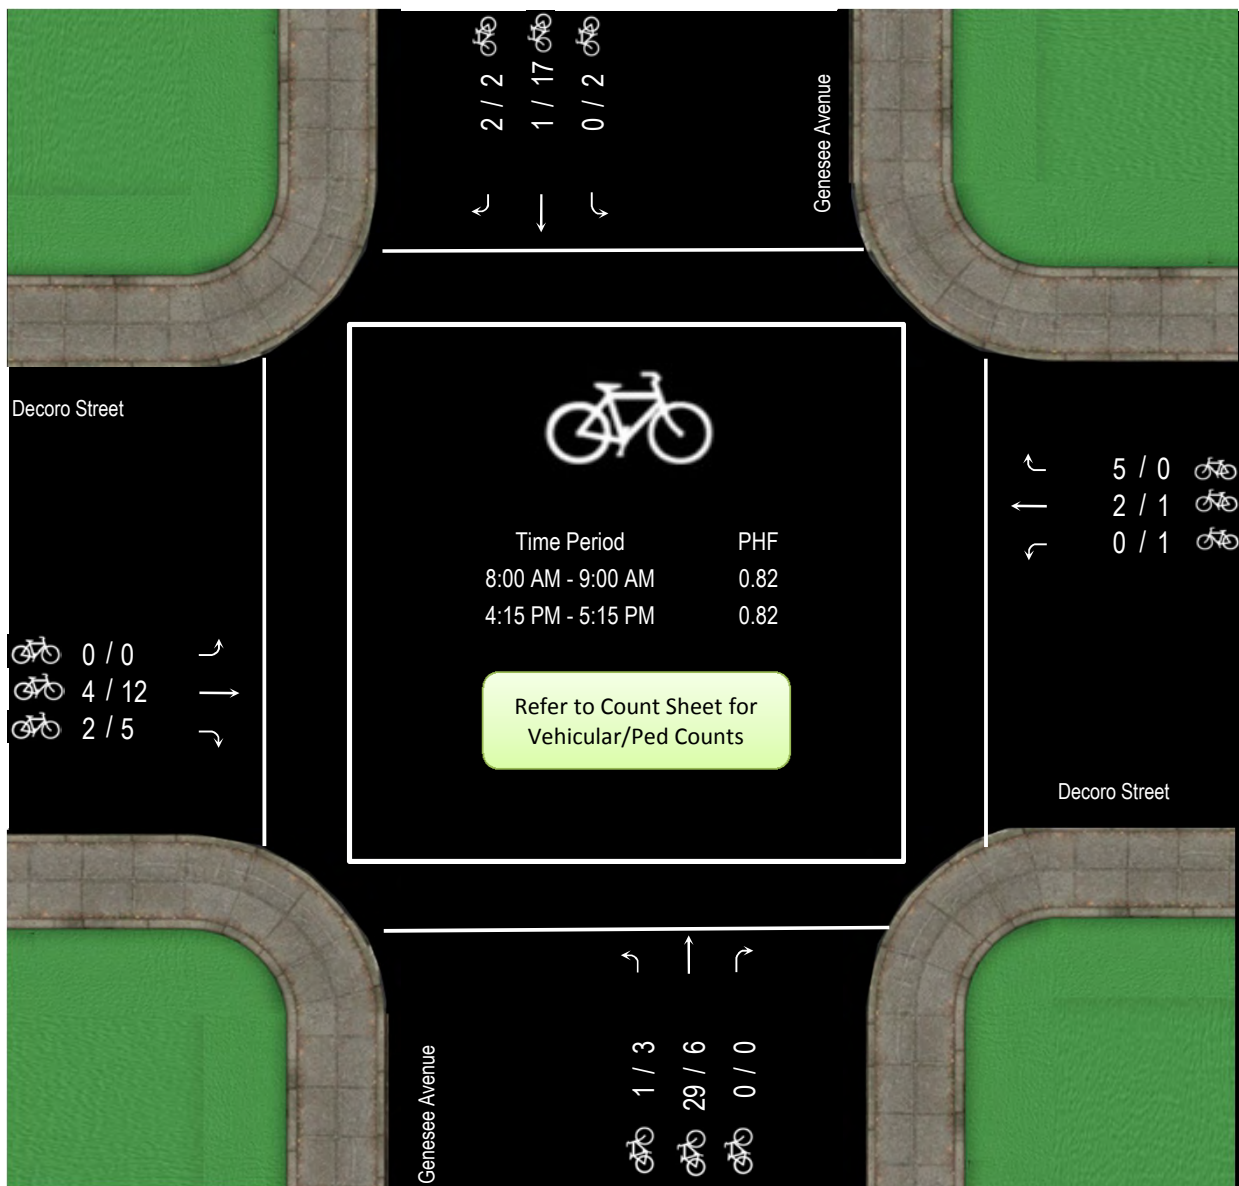 2 / 2
1 / 17
0 / 2
Genesee Avenue
Decoro Street
5 / 0
2 / 1
0 / 1
Time Period PHF
8:00 AM - 9:00 AM 0.82
4:15 PM - 5:15 PM 0.82
0 / 0
4 / 12
2 / 5
Refer to Count Sheet for
Vehicular/Ped Counts
Decoro Street
Genesee Avenue
1 / 3
29 / 6
0 / 0